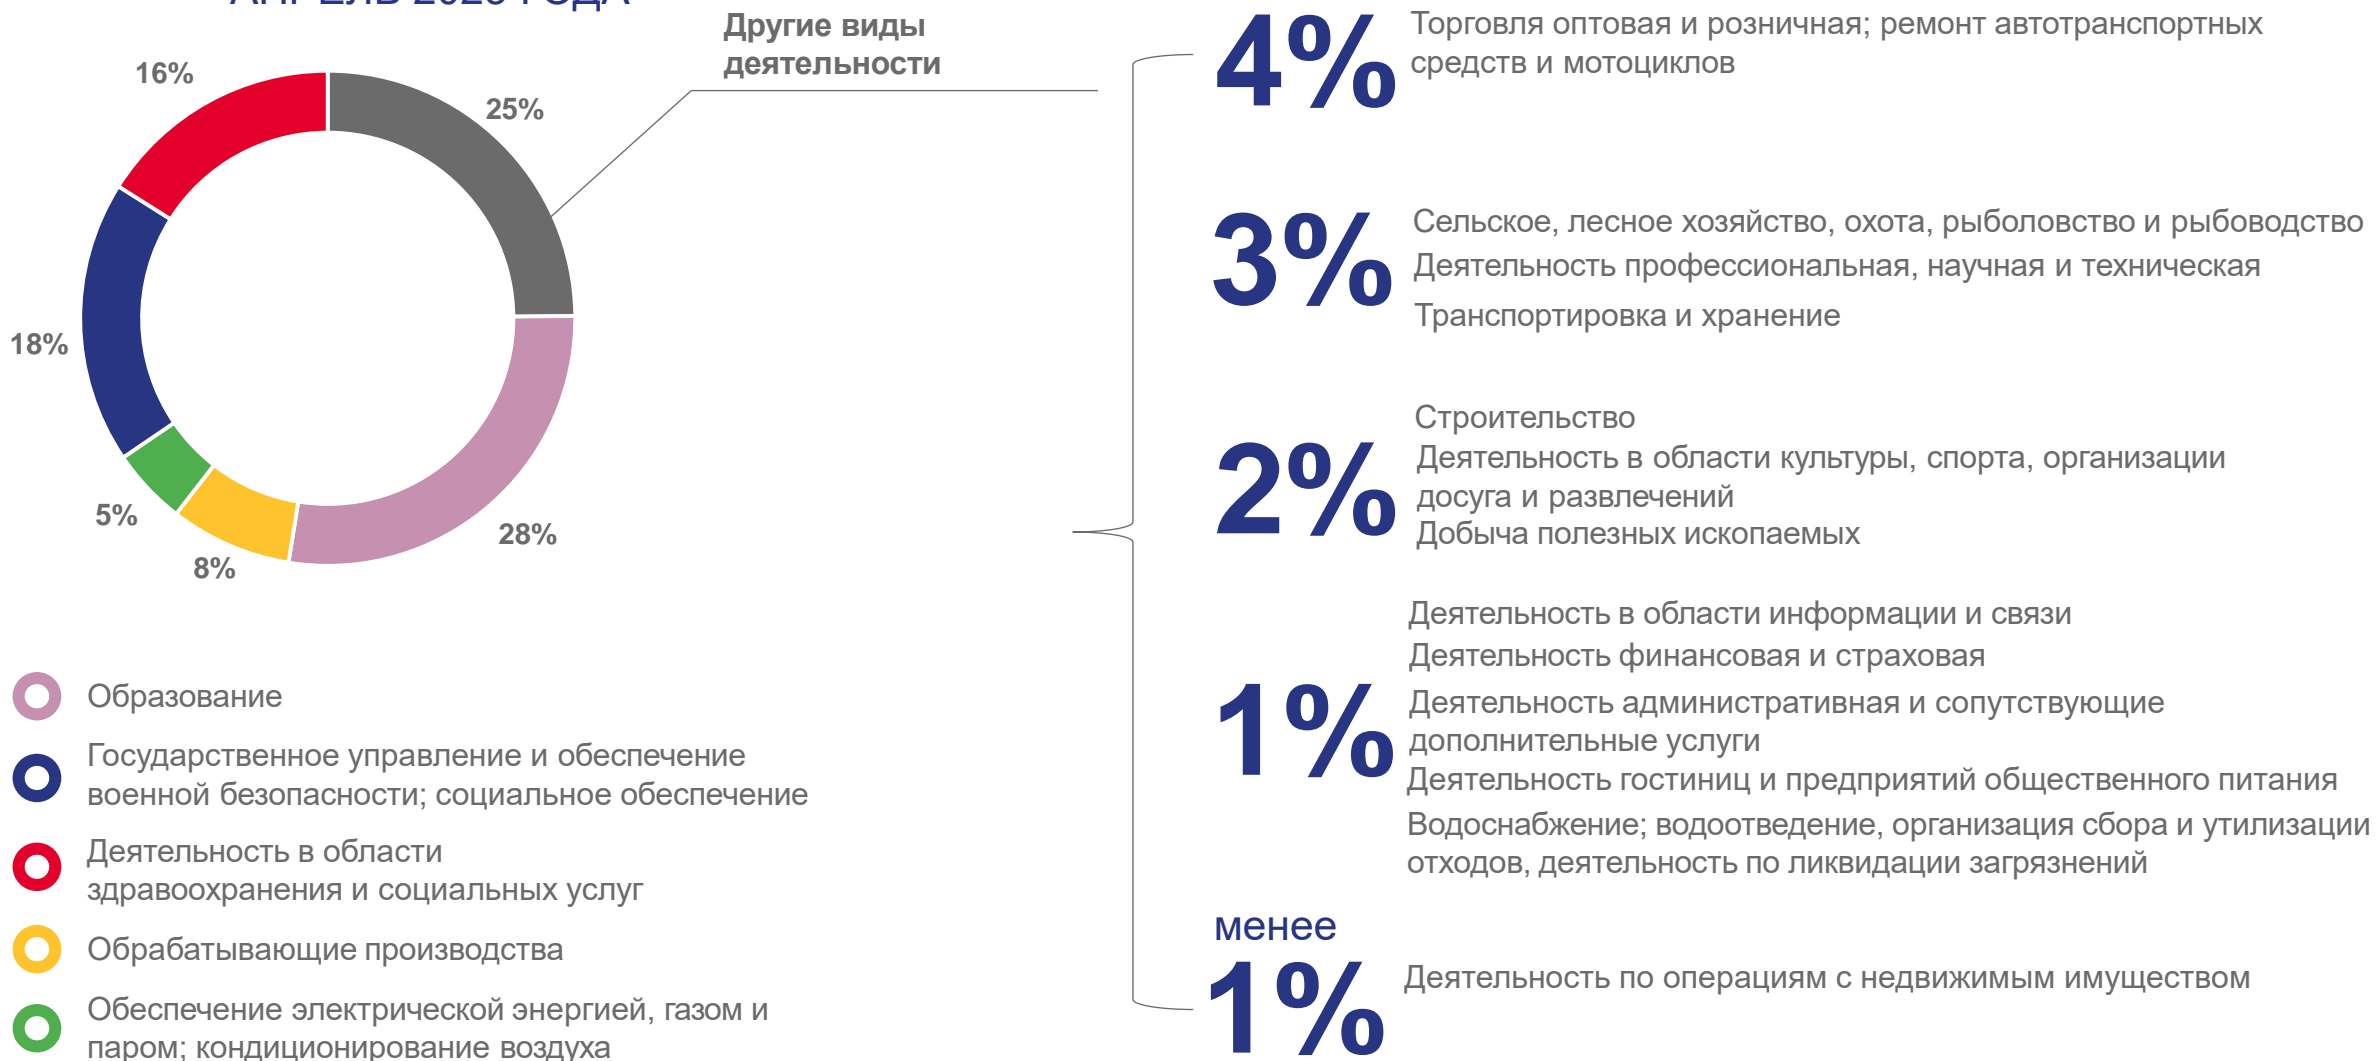 Другие виды
деятельности
16%
25%
18%
5%
8%
28%
Образование
Государственное управление и обеспечение
военной безопасности; социальное обеспечение
Деятельность в области
здравоохранения и социальных услуг
Обрабатывающие производства
Обеспечение электрической энергией, газом и
паром; кондиционирование воздуха
4%
Торговля оптовая и розничная; ремонт автотранспортных
средств и мотоциклов
3%
Сельское, лесное хозяйство, охота, рыболовство и рыбоводство
Деятельность профессиональная, научная и техническая
Транспортировка и хранение
2%
Строительство
Деятельность в области культуры, спорта, организации
досуга и развлечений
Добыча полезных ископаемых
1%
Деятельность в области информации и связи
Деятельность финансовая и страховая
Деятельность административная и сопутствующие
дополнительные услуги
Деятельность гостиниц и предприятий общественного питания
Водоснабжение; водоотведение, организация сбора и утилизации
отходов, деятельность по ликвидации загрязнений
менее
1%
Деятельность по операциям с недвижимым имуществом